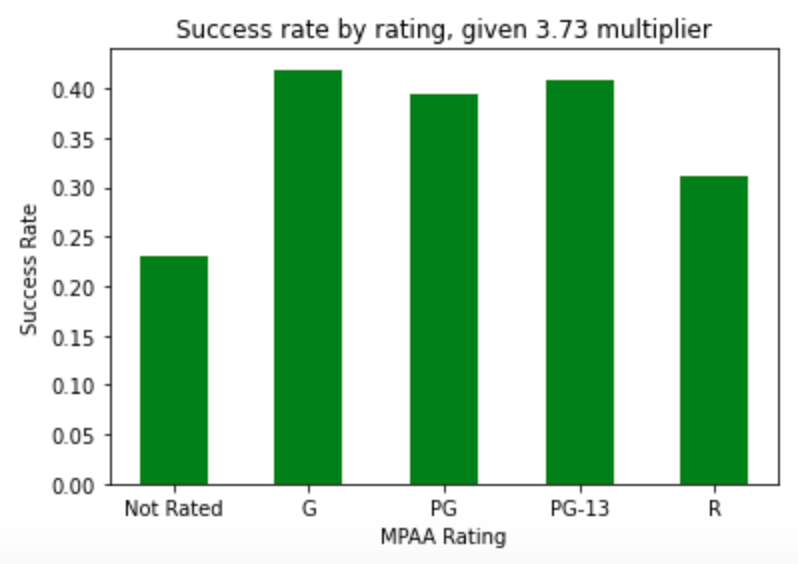 Success rate by rating, given 3.73 multiplier
Success Rate
0.40
0.35
0.30
0.25
0.20
0.15
0.10
0.05
0.00
Not Rated G PG PG-13 R
MPAA Rating